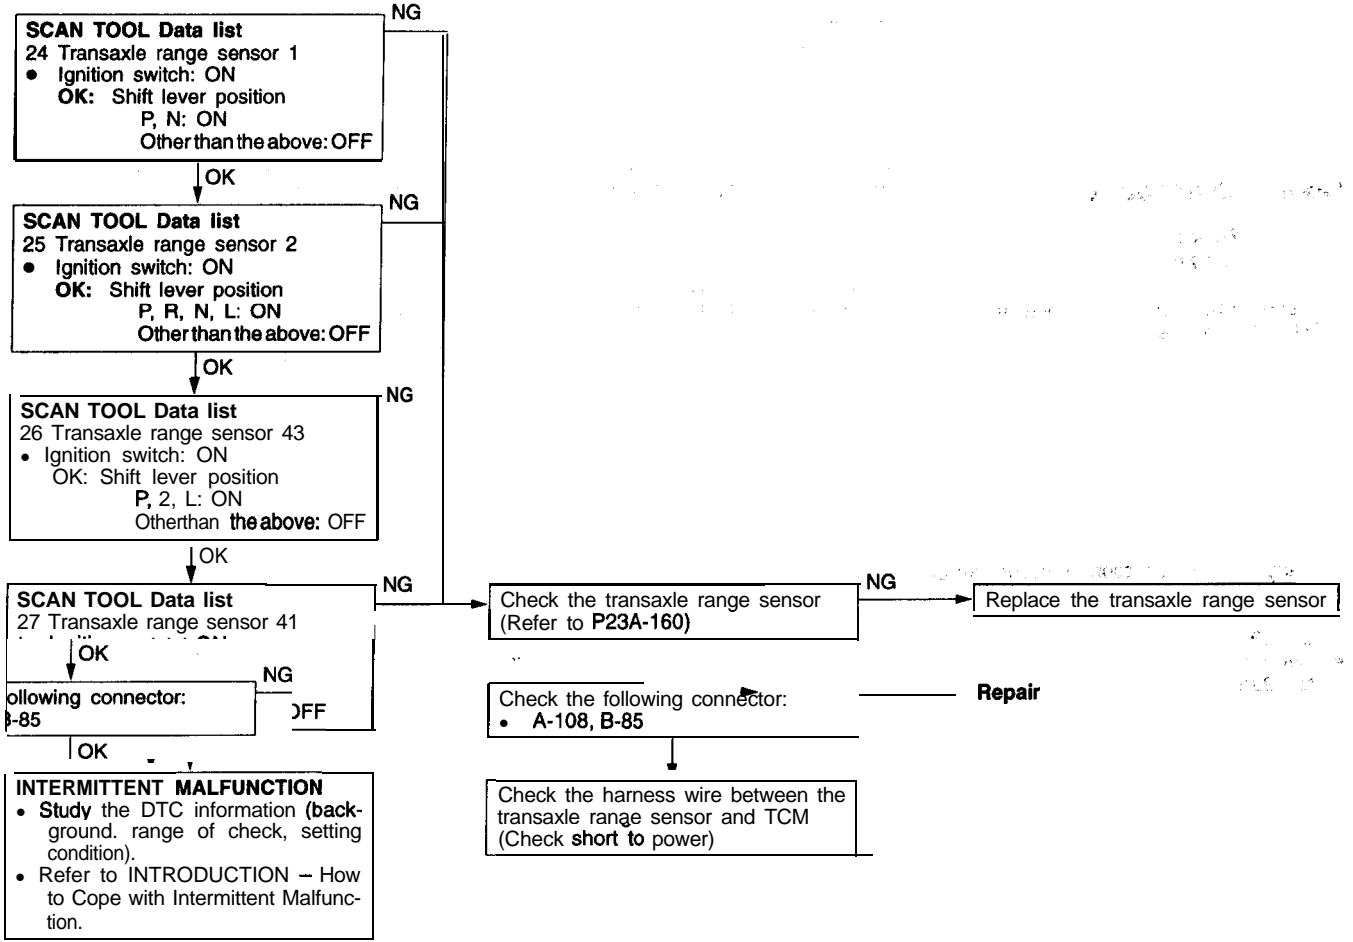 NG
SCAN TOOL Data list
24 Transaxle range sensor 1
● Ignition switch: ON
OK: Shift lever position
P, N: ON
Other than the above: OFF
OK
NG
SCAN TOOL Data list
25 Transaxle range sensor 2
● Ignition switch: ON
OK: Shift lever position
P, R, N, L: ON
Other than the above: OFF
OK
NG
SCAN TOOL Data list
26 Transaxle range sensor 43
● Ignition switch: ON
OK: Shift lever position
P, 2, L: ON
Otherthan the above: OFF
OK
NG
SCAN TOOL Data list
27 Transaxle range sensor 41
OK
NG
ollowing connector:
-85
OFF
OK
INTERMITTENT MALFUNCTION
● Study the DTC information (back-
ground. range of check, setting
condition).
● Refer to INTRODUCTION – How
to Cope with Intermittent Malfunc-
tion.
Check the transaxle range sensor
(Refer to P23A-160)
NG
Replace the transaxle range sensor
Check the following connector:
● A-108, B-85
Repair
Check the harness wire between the
transaxle range sensor and TCM
(Check short to power)